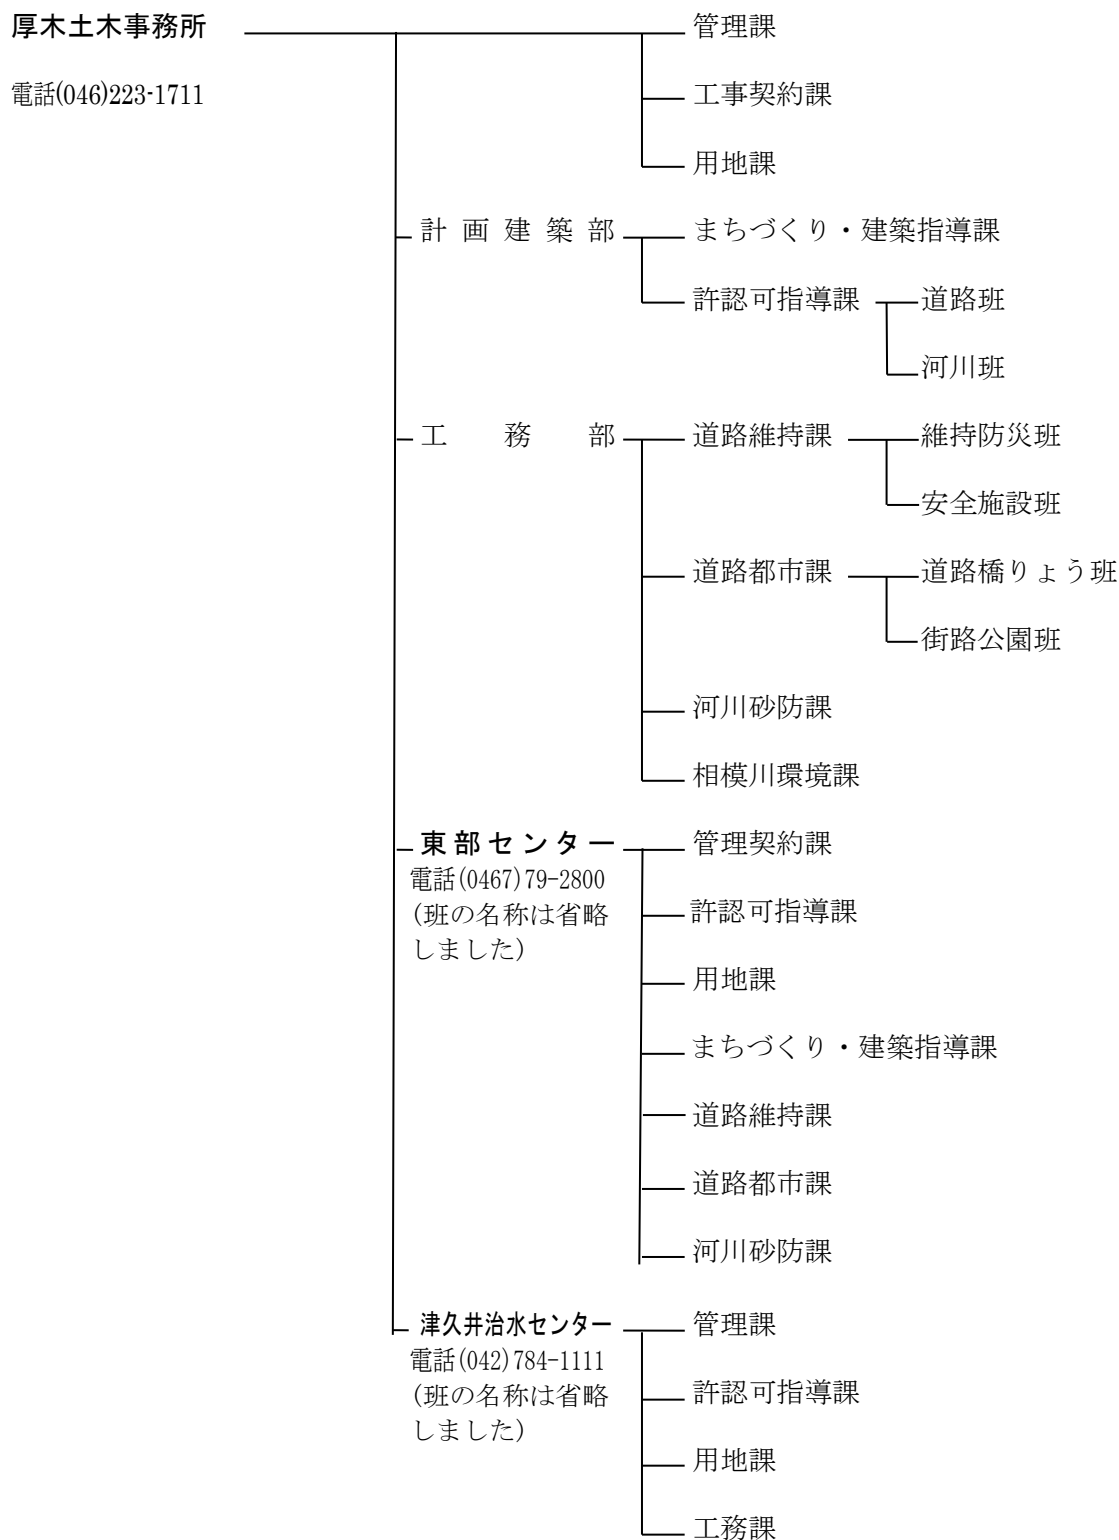 厚木土木事務所
管理課
電話(046)223-1711
工事契約課
用地課
計画建築部
まちづくり・建築指導課
許認可指導課
道路班
河川班
工務部
道路維持課
維持防災班
安全施設班
道路都市課
道路橋りょう班
街路公園班
河川砂防課
相模川環境課
東部センター
管理契約課
電話(0467)79-2800
(班の名称は省略
しました)
許認可指導課
用地課
まちづくり・建築指導課
道路維持課
道路都市課
河川砂防課
津久井治水センター
管理課
電話(042)784-1111
(班の名称は省略
しました)
許認可指導課
用地課
工務課